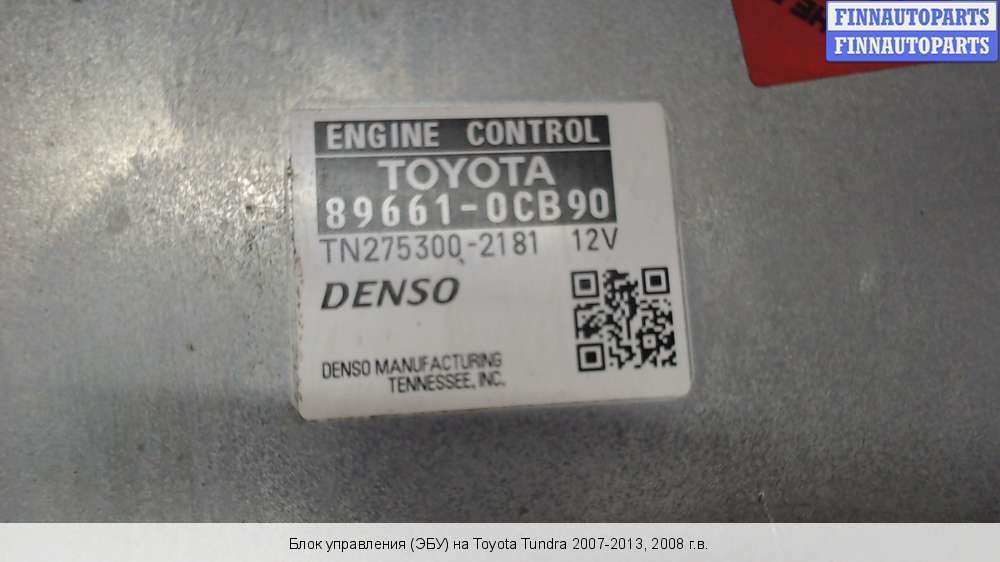 FINNAUTOPARTS
FINNAUTOPARTS
ENGINE CONTROL
TOYOTA
89661-0CB90
TN275300-2181 12V
DENSO
DENSO MANUFACTURING
TENNESSEE, INC.
Блок управления (ЭБУ) на Toyota Tundra 2007-2013, 2008 г.в.